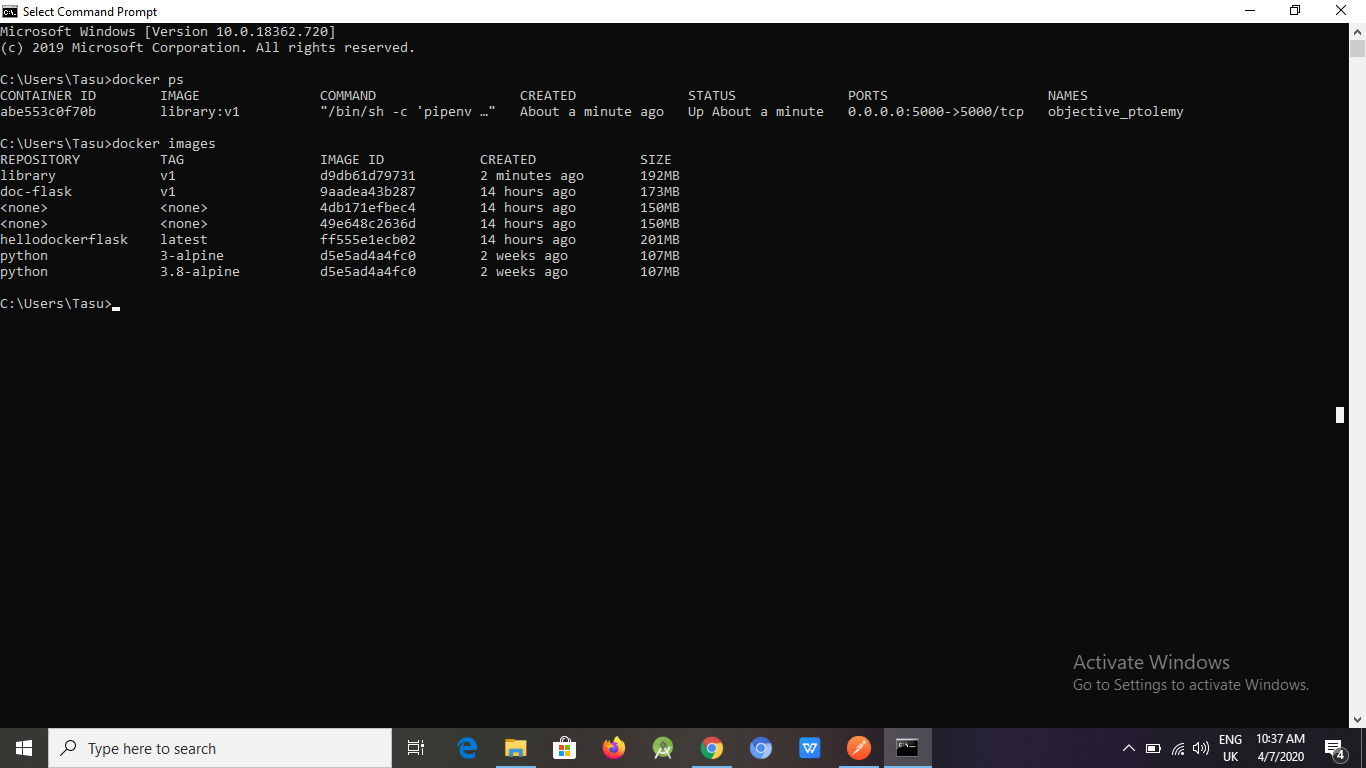 Select Command Prompt
Microsoft Windows [Version 10.0.18362.720]
(c) 2019 Microsoft Corporation. All rights reserved.
C:\Users\Tasu>docker ps
CONTAINER ID IMAGE COMMAND CREATED STATUS PORTS NAMES
abe553c0f70b library:v1 "/bin/sh -c 'pipenv …" About a minute ago Up About a minute 0.0.0.0:5000->5000/tcp objective_ptolemy
C:\Users\Tasu>docker images
REPOSITORY TAG IMAGE ID CREATED SIZE
library v1 d9db61d79731 2 minutes ago 192MB
doc-flask v1 9aadea43b287 14 hours ago 173MB
<none> <none> 4db171efbec4 14 hours ago 150MB
<none> <none> 49e648c2636d 14 hours ago 150MB
hellodockerflask latest ff555e1ecb02 14 hours ago 201MB
python 3-alpine d5e5ad4a4fc0 2 weeks ago 107MB
python 3.8-alpine d5e5ad4a4fc0 2 weeks ago 107MB
C:\Users\Tasu>
Activate Windows
Go to Settings to activate Windows.
Type here to search
ENG
UK
10:37 AM
4/7/2020
4